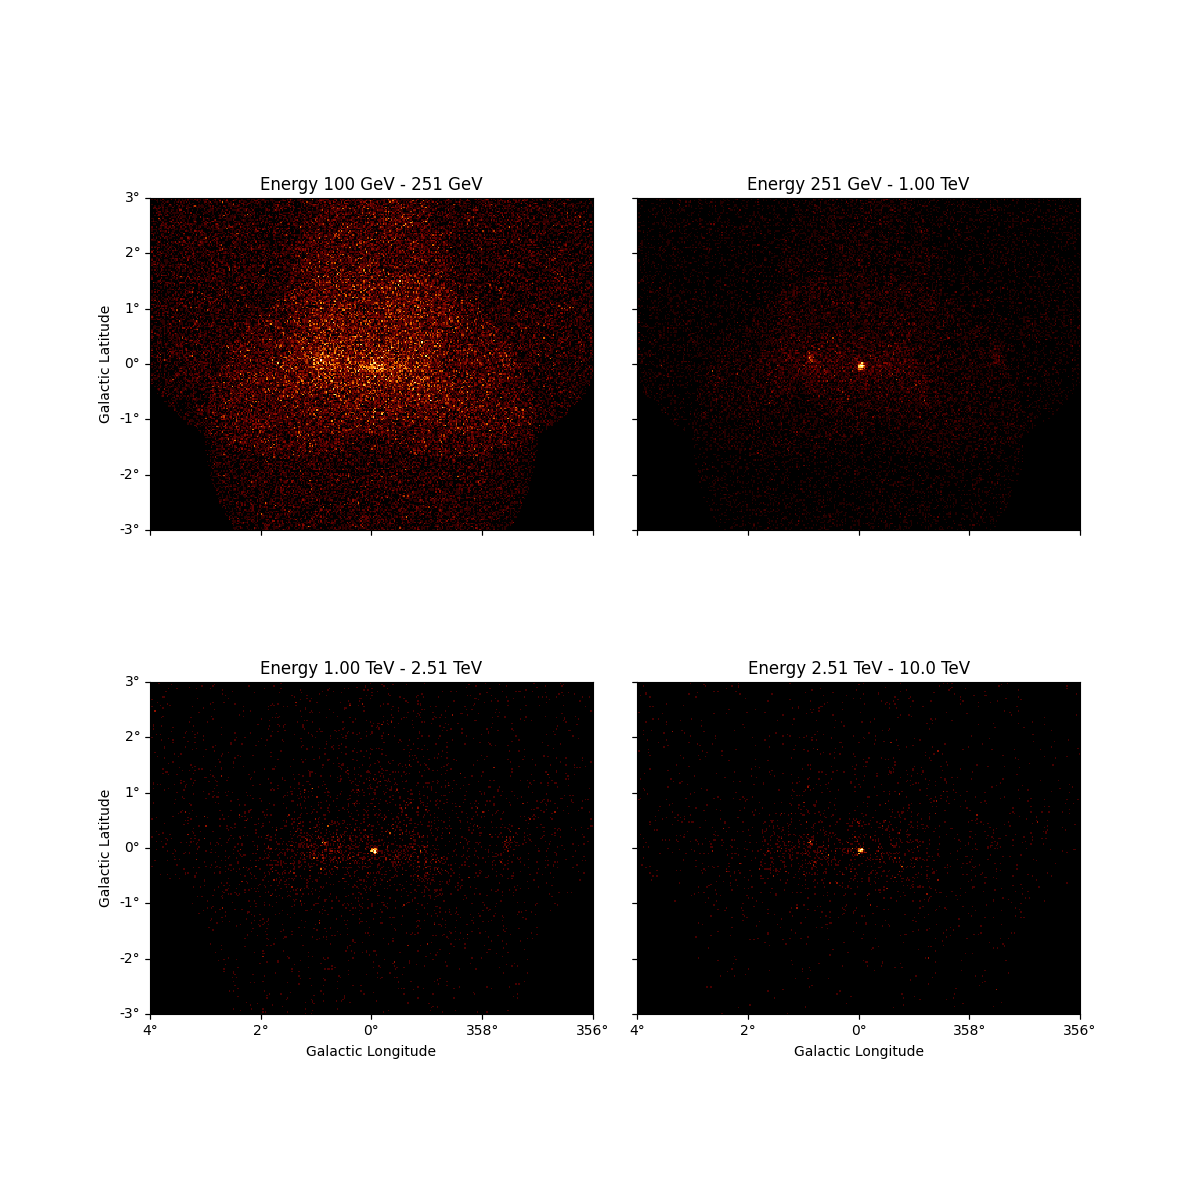 Energy 100 GeV - 251 GeV
Energy 251 GeV - 1.00 TeV
3°
2°
1°
0°
-1°
-2°
-3°
Galactic Latitude
Energy 1.00 TeV - 2.51 TeV
Energy 2.51 TeV - 10.0 TeV
3°
2°
1°
0°
-1°
-2°
-3°
Galactic Latitude
4° 2° 0° 358° 356°
4° 2° 0° 358° 356°
Galactic Longitude
Galactic Longitude